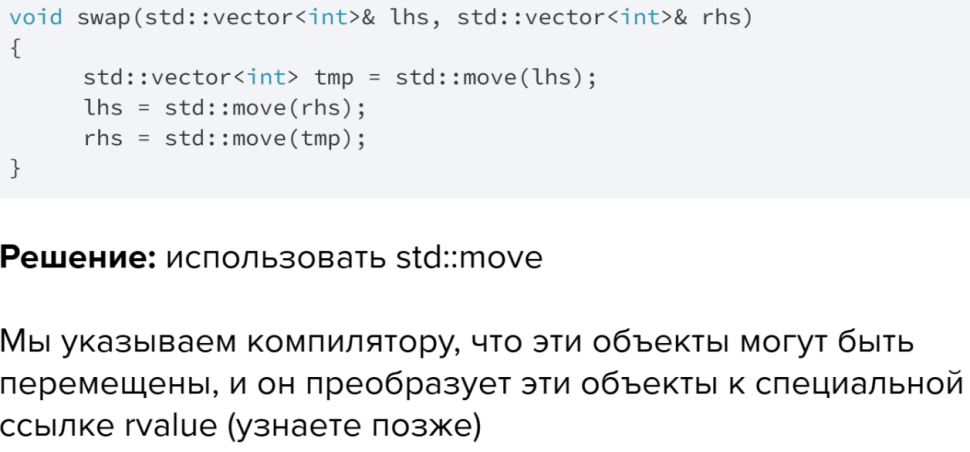 void swap(std::vector<int>& lhs, std::vector<int>& rhs)
{
std::vector<int> tmp = std::move(lhs);
lhs = std::move(rhs);
rhs = std::move(tmp);
}
Решение: использовать std::move
Мы указываем компилятору, что эти объекты могут быть
перемещены, и он преобразует эти объекты к специальной
ссылке rvalue (узнаете позже)